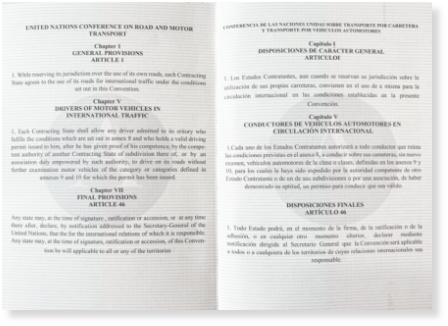 UNITED NATIONS CONFERENCE ON ROAD AND MOTOR
TRANSPORT
Chapter 1
GENERAL PROVISIONS
ARTICLE 1
1. While reserving its jurisdiction over the use of its own roads, each Contracting
State agrees to the use of its roads for international traffic under the conditions
set out in this Convention.
Chapter V
DRIVERS OF MOTOR VEHICLES IN
INTERNATIONAL TRAFFIC
1. Each Contracting State shall allow any driver admitted to its territory who
fulfils the conditions which are set out in annex 8 and who holds a valid driving
permit issued to him, after he has given proof of his competence, by the compe-
tent authority of another Contracting State of subdivision there of, or by an
association duly empowered by such authority, to drive on its roads without
further examination motor vehicles of the category or categories defined in
annexes 9 and 10 for which the permit has been issued.
Chapter VII
FINAL PROVISIONS
ARTICLE 46
Any state may, at the time of signature, ratification or accession, or at any time
there after, declare, by notification addressed to the Secretary-General of the
United Nations, that the for the international relations of which it is responsible.
Any state may, at the time of signature, ratification or accession, of this Conven-
tion be will applicable to all or any of the territories
CONFERENCIA DE LAS NACIONES UNIDAS SOBRE TRANSPORTE POR CARRETERA
Y TRANSPORTE POR VEHICULOS AUTOMOTORES
Capitulo I
DISPOSICIONES DE CARACTER GENERAL
ARTICULOI
1. Los Estados Contratantes, aun cuando se reservan su jurisdicción sobre la
utilización de sus propias carreteras, convienen en el uso de a misma para la
circulación internacional en las condiciones establecidas en la presente
Convención.
Capitulo V
CONDUCTORES DE VEHICULOS AUTOMOTORES EN
CIRCULACIÓN INTERNACIONAL
1.Cada uno de los Estados Contratantes autorizará a todo conductor que reúna
las condiciones previstas en el anexo 8, a conducir sobre sus carreteras, sin nuevo
examen, vehículos automotores de la clase o clases, definidas en los anexos 9 y
10, para los cuales le haya sido expedido por la autoridad competente de otro
Estado Contratante o de un de sus subdivisiones o por una asociación, de haber
demostrado su aptitud, un permiso para conducir que sea válido.
DISPOSICIONES FINALES
ARTÍCULO 46
1. Todo Estado podrá, en el momento de la firma, de la ratificación o de la
adhesión, o en cualquier otro momento ulterior, declarar mediante
notificación dirigida al Secretario General que la Convención será aplicable
a todos o a cualquiera de los territorios de cuyas relaciones internacionales sea
responsable.